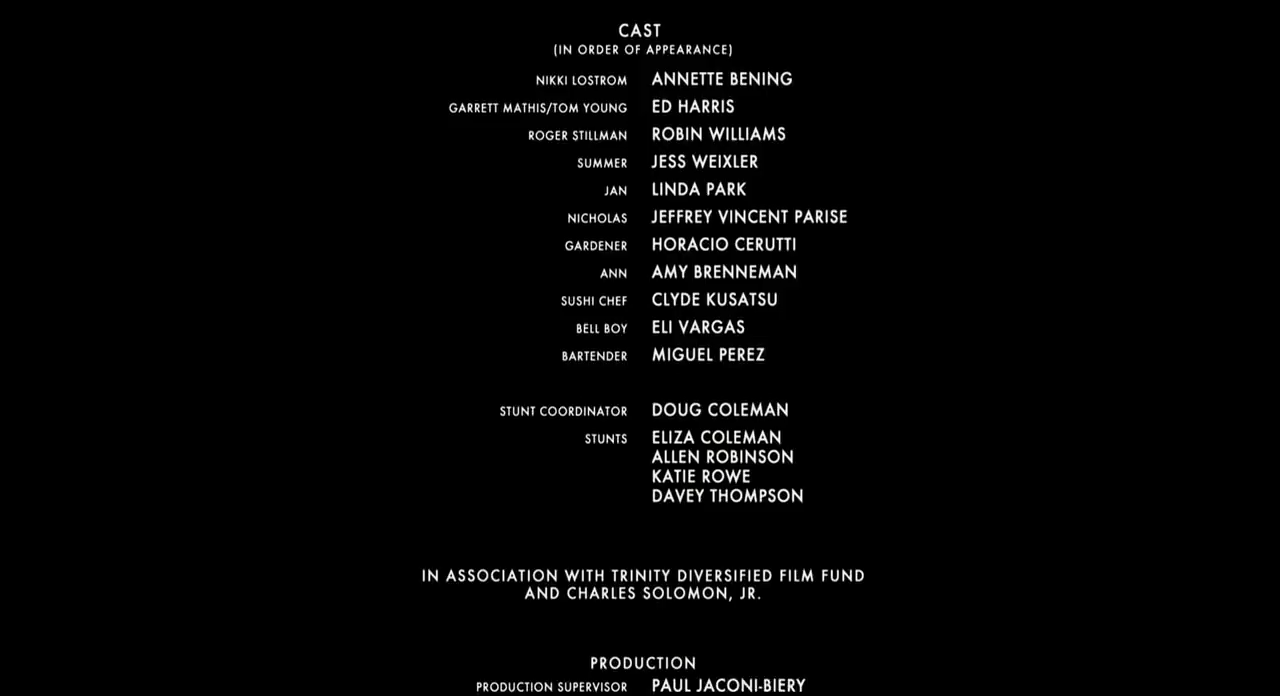 CAST
(IN ORDER OF APPEARANCE)
NIKKI LOSTROM ANNETTE BENING
GARRETT MATHIS/TOM YOUNG ED HARRIS
ROGER STILLMAN ROBIN WILLIAMS
SUMMER JESS WEIXLER
JAN LINDA PARK
NICHOLAS JEFFREY VINCENT PARISE
GARDENER HORACIO CERUTTI
ANN AMY BRENNEMAN
SUSHI CHEF CLYDE KUSATSU
BELL BOY ELI VARGAS
BARTENDER MIGUEL PEREZ
STUNT COORDINATOR DOUG COLEMAN
STUNTS ELIZA COLEMAN
ALLEN ROBINSON
KATIE ROWE
DAVEY THOMPSON
IN ASSOCIATION WITH TRINITY DIVERSIFIED FILM FUND
AND CHARLES SOLOMON, JR.
PRODUCTION
PRODUCTION SUPERVISOR PAUL JACONI-BIERY